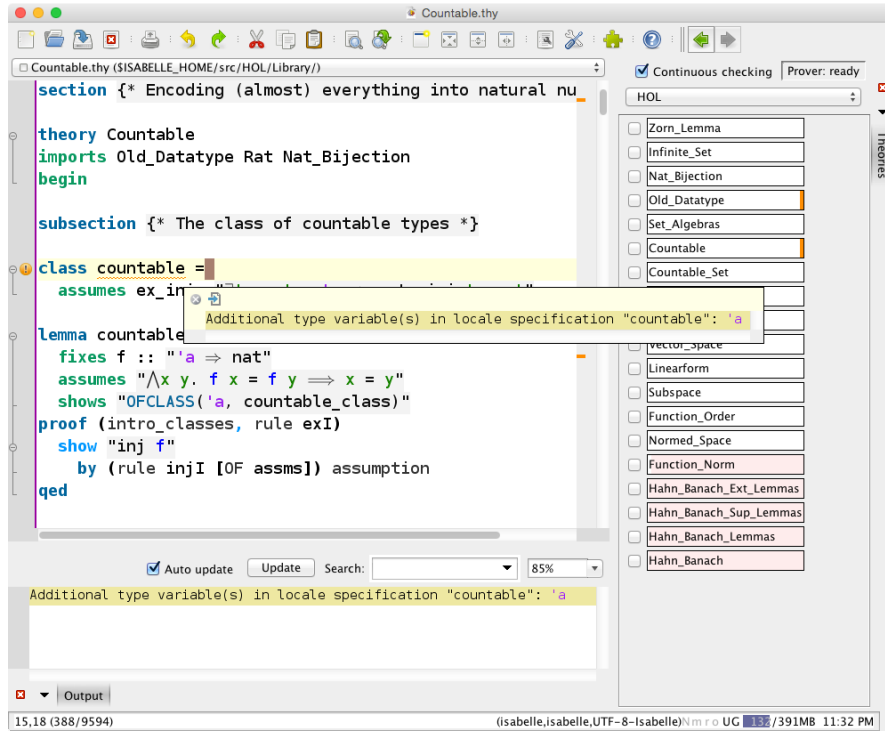 Countable.thy
Countable.thy ($ISABELLE_HOME/src/HOL/Library/)
section {* Encoding (almost) everything into natural nu
theory Countable
imports Old_Datatype Rat Nat_Bijection
begin
subsection {* The class of countable types *}
class countable =
assumes ex_inj
Additional type variable(s) in locale specification "countable": 'a
lemma countable
fixes f :: "'a ⇒ nat"
assumes "⋀x y. f x = f y ⟹ x = y"
shows "OFCLASS('a, countable_class)"
proof (intro_classes, rule exI)
show "inj f"
by (rule injI [OF assms]) assumption
qed
Auto update Update Search: 85%
Additional type variable(s) in locale specification "countable": 'a
Output
Continuous checking Prover: ready
HOL
Zorn_Lemma
Infinite_Set
Nat_Bijection
Old_Datatype
Set_Algebras
Countable
Countable_Set
Vector_Space
Linearform
Subspace
Function_Order
Normed_Space
Function_Norm
Hahn_Banach_Ext_Lemmas
Hahn_Banach_Sup_Lemmas
Hahn_Banach_Lemmas
Hahn_Banach
Theories
15,18 (388/9594)
(isabelle,isabelle,UTF-8-Isabelle)N m r o UG 132/391MB 11:32 PM